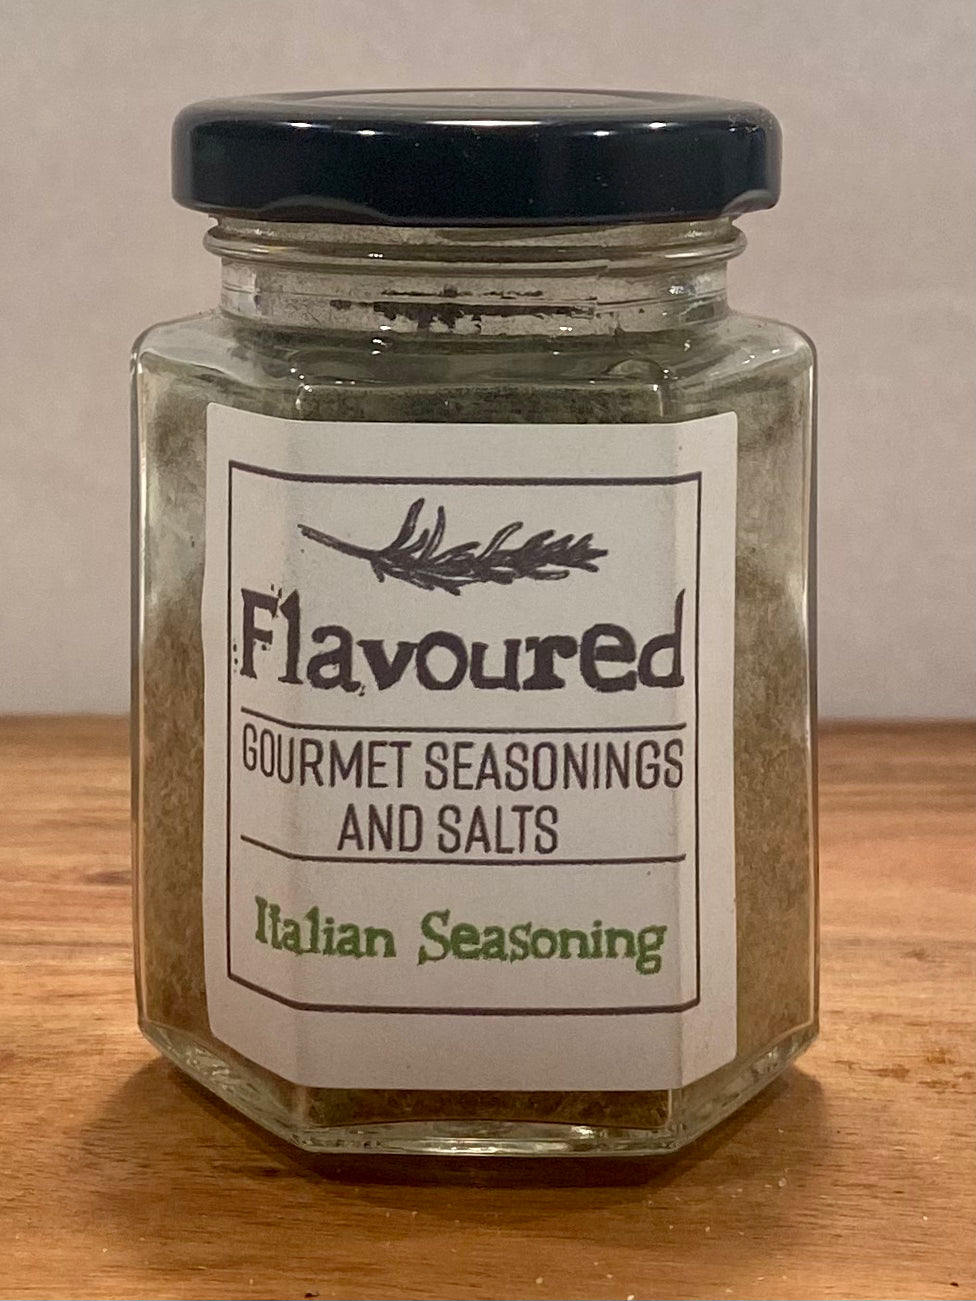 Flavoured
GOURMET SEASONINGS
AND SALTS
Italian Seasoning